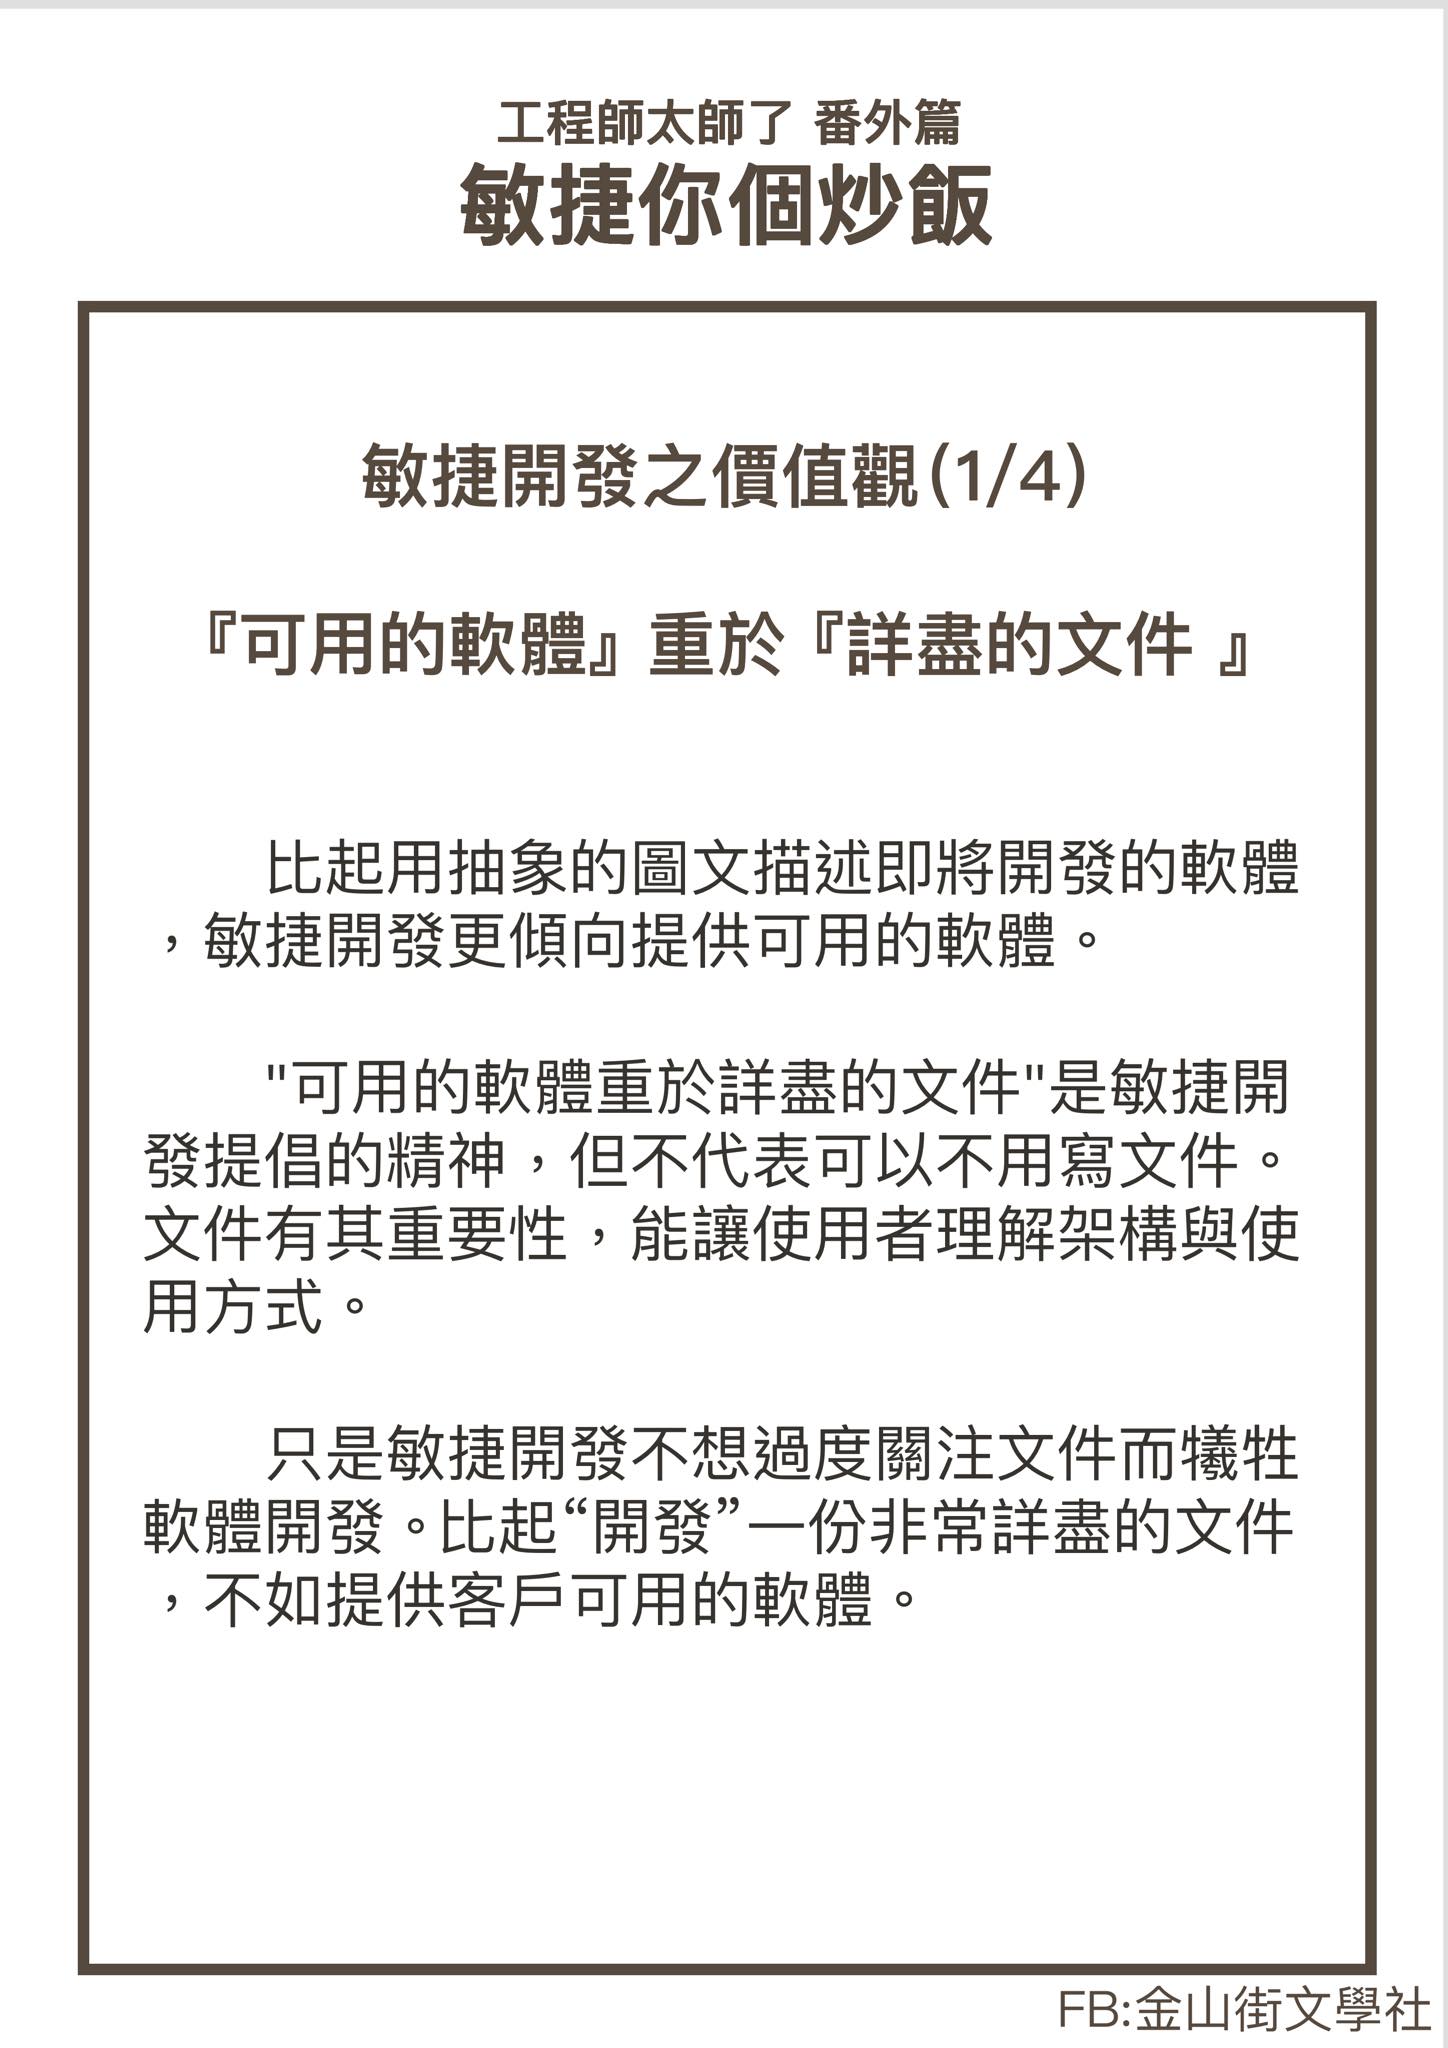 工程師太師了 番外篇
敏捷你個炒飯
敏捷開發之價值觀(1/4)
『可用的軟體』重於『詳盡的文件 』
比起用抽象的圖文描述即將開發的軟體
，敏捷開發更傾向提供可用的軟體。
"可用的軟體重於詳盡的文件"是敏捷開
發提倡的精神，但不代表可以不用寫文件。
文件有其重要性，能讓使用者理解架構與使
用方式。
只是敏捷開發不想過度關注文件而犧牲
軟體開發。比起“開發”一份非常詳盡的文件
，不如提供客戶可用的軟體。
FB:金山街文學社